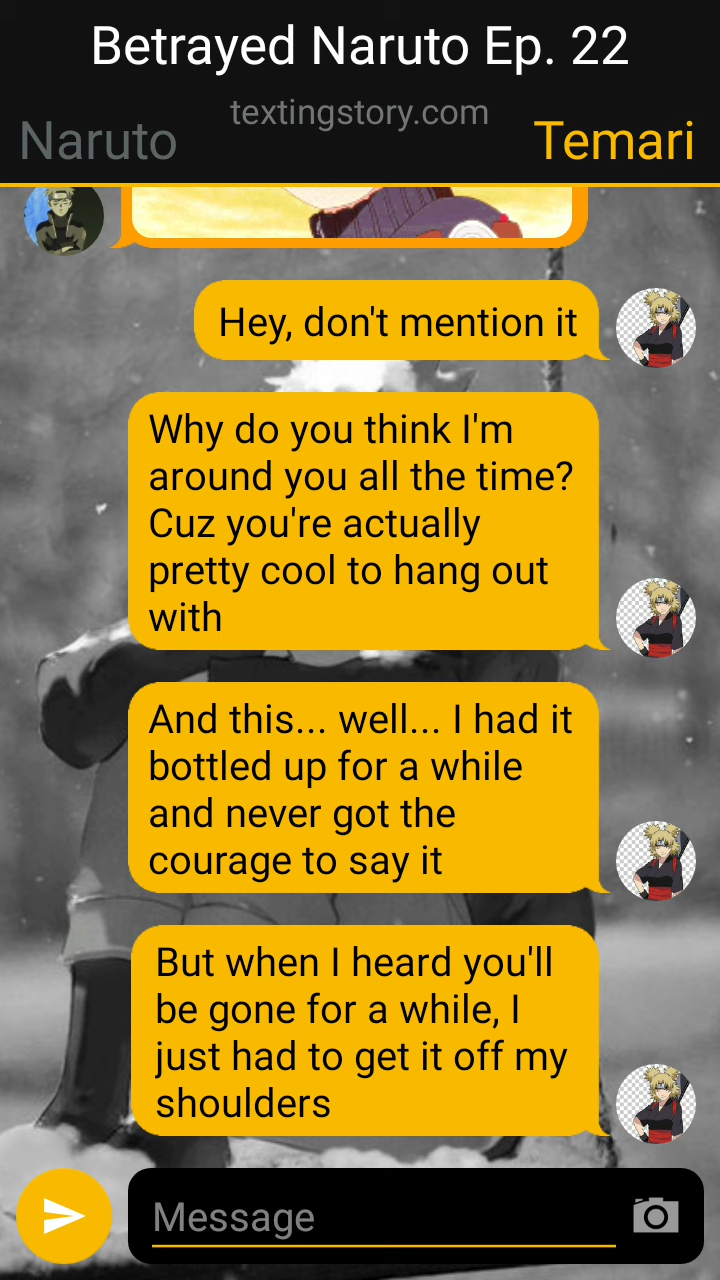 Betrayed Naruto Ep. 22
textingstory.com
Naruto
Temari
Hey, don't mention it
Why do you think I'm
around you all the time?
Cuz you're actually
pretty cool to hang out
with
And this... well... I had it
bottled up for a while
and never got the
courage to say it
But when I heard you'll
be gone for a while, I
just had to get it off my
shoulders
Message